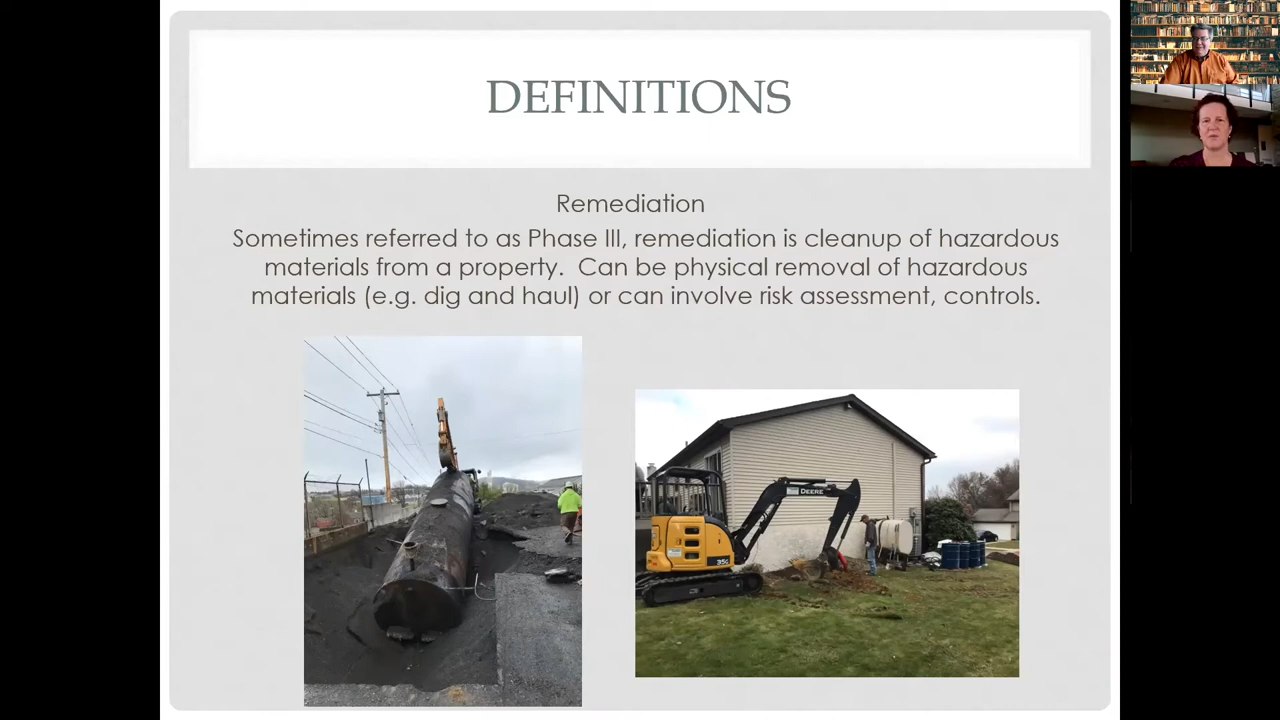 DEFINITIONS
Remediation
Sometimes referred to as Phase III, remediation is cleanup of hazardous
materials from a property.  Can be physical removal of hazardous
materials (e.g. dig and haul) or can involve risk assessment, controls.
DEERE
35G